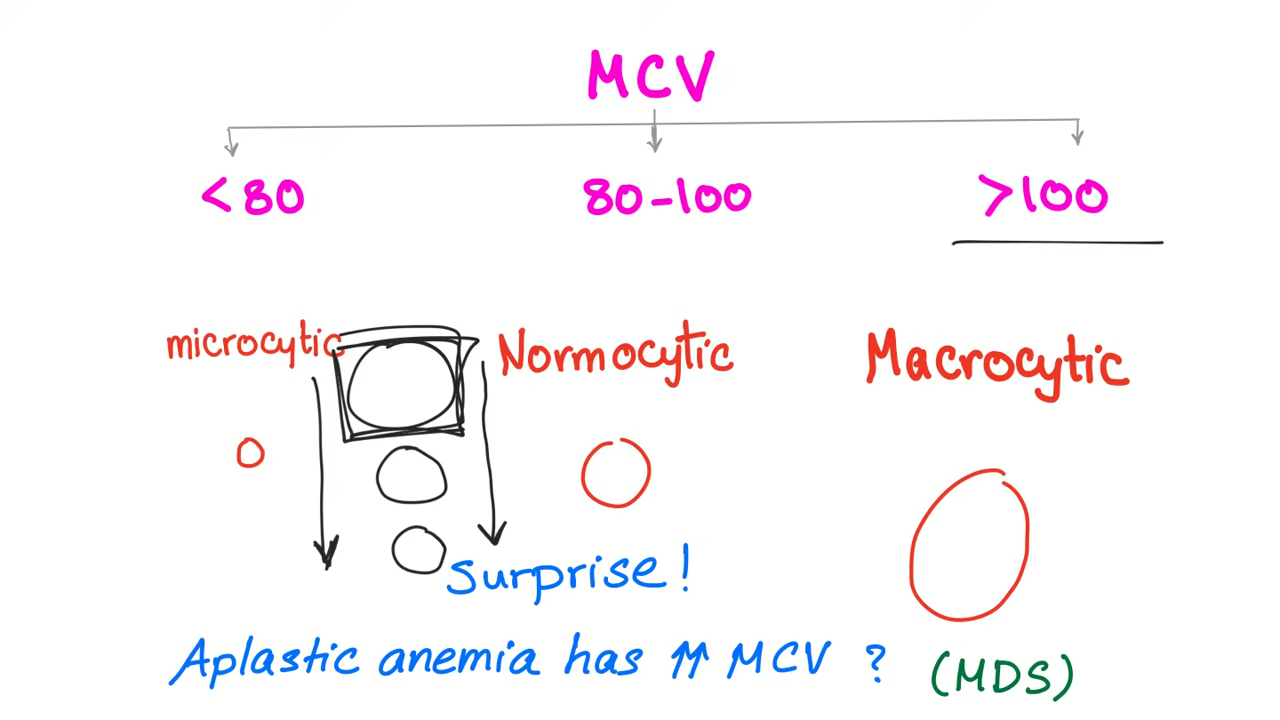 MCV
<80 80-100 >100
microcytic Normocytic Macrocytic
Surprise!
Aplastic anemia has ↑↑ MCV ? (MDS)